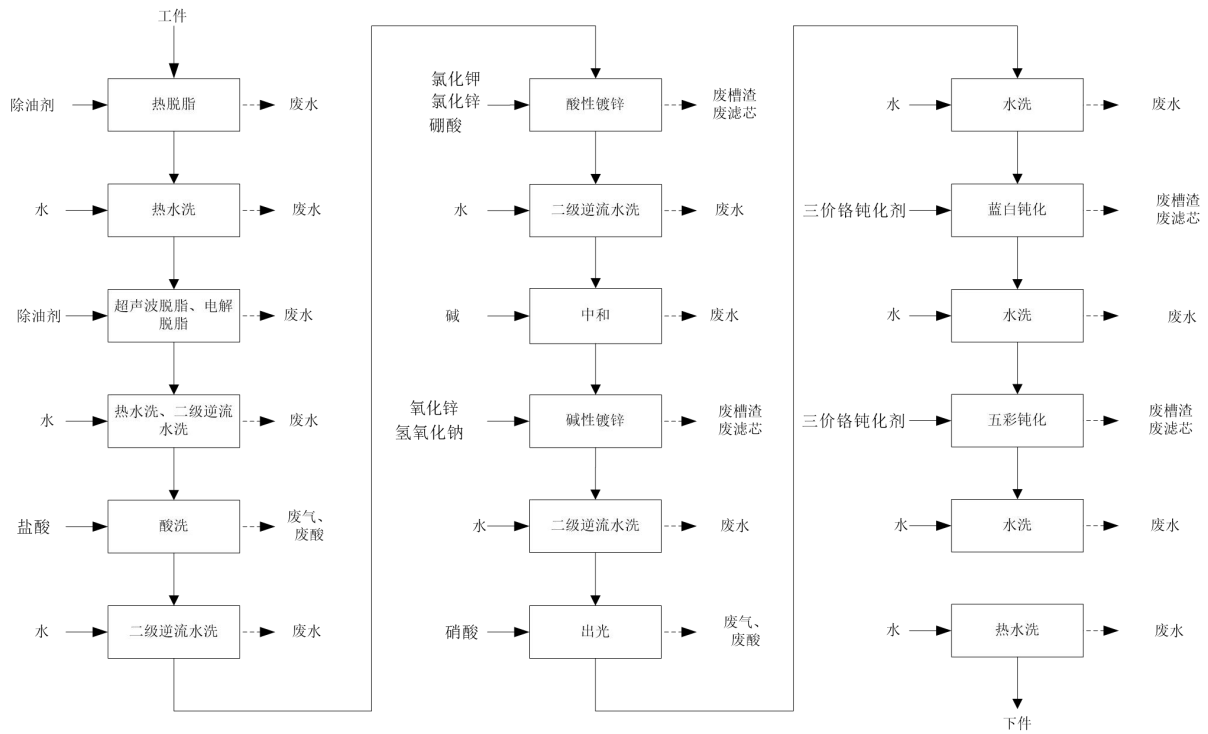 工件
除油剂
热脱脂
废水
水
热水洗
废水
除油剂
超声波脱脂、电解
脱脂
废水
水
热水洗、二级逆流
水洗
废水
盐酸
酸洗
废气、
废酸
水
二级逆流水洗
废水
氯化钾
氯化锌
硼酸
酸性镀锌
废槽渣
废滤芯
水
二级逆流水洗
废水
碱
中和
废水
氧化锌
氢氧化钠
碱性镀锌
废槽渣
废滤芯
水
二级逆流水洗
废水
硝酸
出光
废气、
废酸
水
水洗
废水
三价铬钝化剂
蓝白钝化
废槽渣
废滤芯
水
水洗
废水
三价铬钝化剂
五彩钝化
废槽渣
废滤芯
水
水洗
废水
水
热水洗
废水
下件